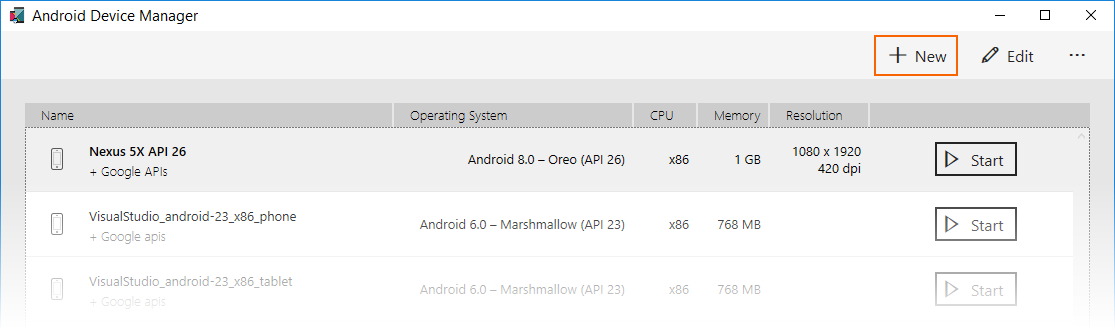 Android Device Manager
New Edit ...
Name Operating System CPU Memory Resolution
Nexus 5X API 26
+ Google APIs
Android 8.0 – Oreo (API 26) x86 1 GB
1080 x 1920
420 dpi
Start
VisualStudio_android-23_x86_phone
+ Google apis
Android 6.0 – Marshmallow (API 23) x86 768 MB
Start
VisualStudio_android-23_x86_tablet
+ Google apis
Android 6.0 – Marshmallow (API 23) x86 768 MB
Start